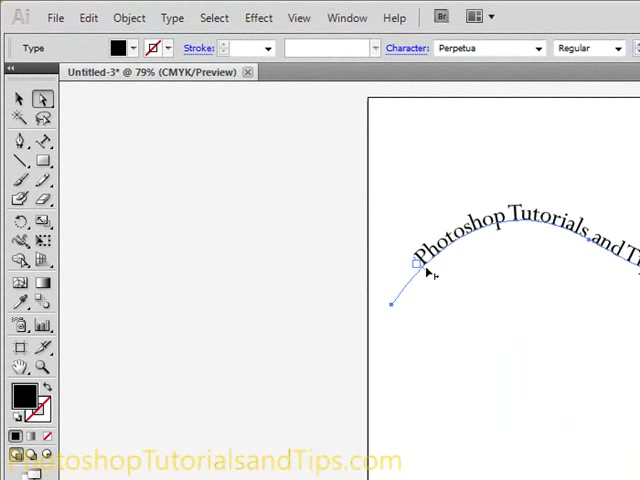 Ai File Edit Object Type Select Effect View Window Help Br
Type Stroke: Character: Perpetua Regular
Untitled-3* @ 79% (CMYK/Preview)
Photoshop Tutorials and
PhotoshopTutorialsandTips.com